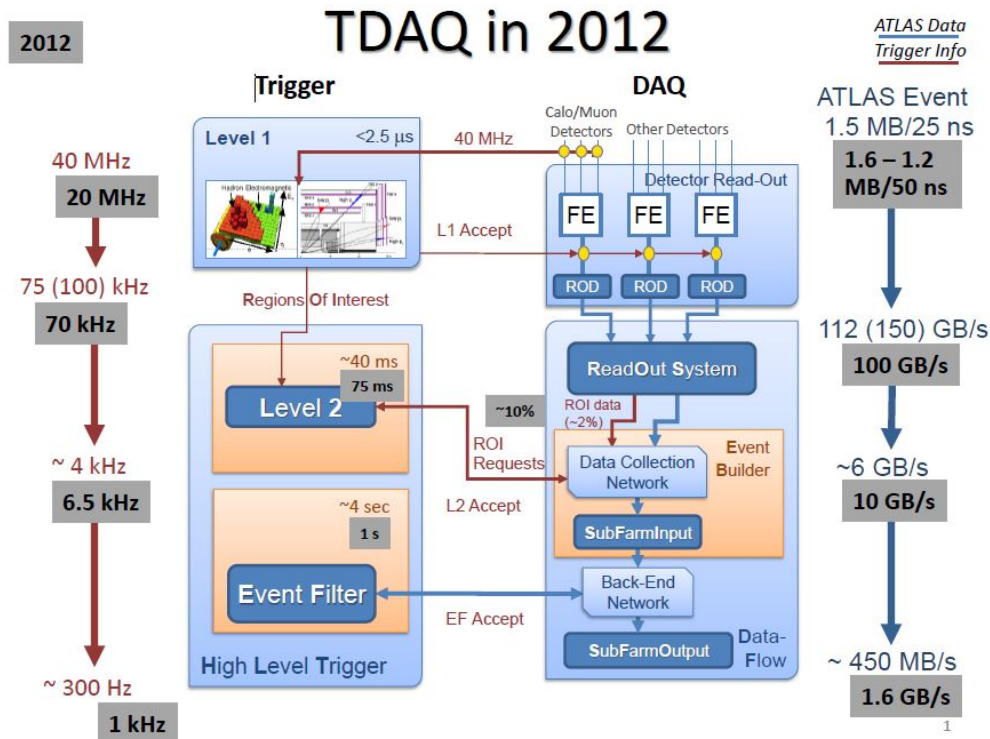 2012
TDAQ in 2012
ATLAS Data
Trigger Info
Trigger
DAQ
Level 1
<2.5 μs
40 MHz
Calo/Muon
Detectors
Other Detectors
ATLAS Event
1.5 MB/25 ns
1.6 – 1.2
MB/50 ns
40 MHz
20 MHz
Hadron Electromagnetic
Detector Read-Out
FE
FE
FE
L1 Accept
ROD
ROD
ROD
75 (100) kHz
70 kHz
Regions Of Interest
112 (150) GB/s
100 GB/s
~40 ms
75 ms
Level 2
ReadOut System
~10%
ROI data
(~2%)
ROI
Requests
Event
Builder
Data Collection
Network
~ 4 kHz
6.5 kHz
~6 GB/s
10 GB/s
L2 Accept
~4 sec
1 s
SubFarmInput
Event Filter
Back-End
Network
EF Accept
SubFarmOutput
Data-
Flow
High Level Trigger
~ 300 Hz
1 kHz
~ 450 MB/s
1.6 GB/s
1